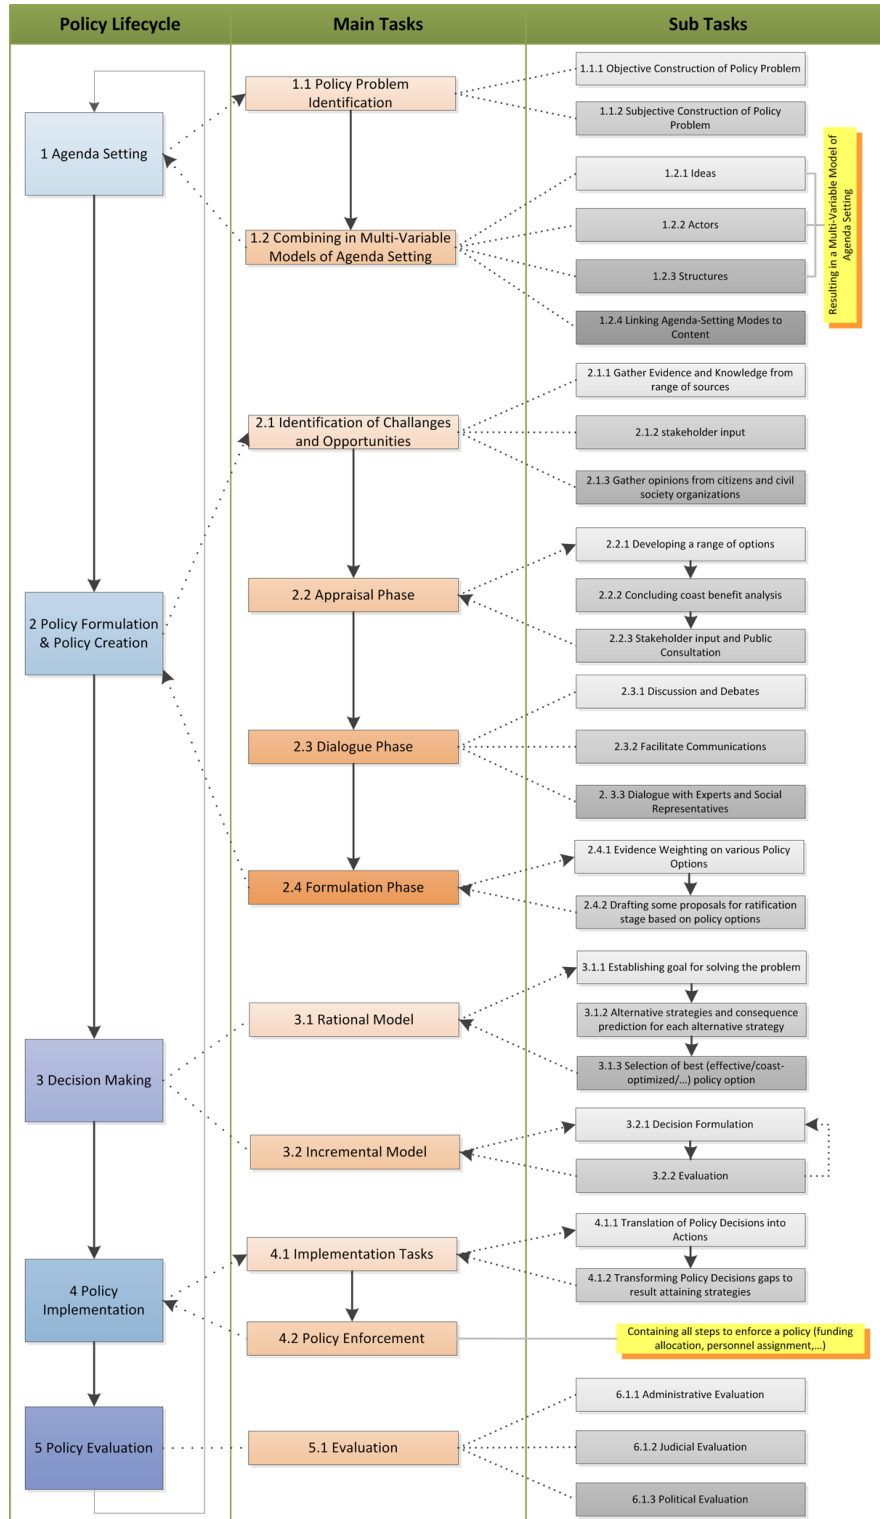 Policy Lifecycle
Main Tasks
Sub Tasks
1 Agenda Setting
1.1 Policy Problem
Identification
1.1.1 Objective Construction of Policy Problem
1.1.2 Subjective Construction of Policy
Problem
1.2 Combining in Multi-Variable
Models of Agenda Setting
1.2.1 Ideas
1.2.2 Actors
1.2.3 Structures
1.2.4 Linking Agenda-Setting Modes to
Content
Resulting in a Multi-Variable Model of
Agenda Setting
2 Policy Formulation
& Policy Creation
2.1 Identification of Challanges
and Opportunities
2.1.1 Gather Evidence and Knowledge from
range of sources
2.1.2 stakeholder input
2.1.3 Gather opinions from citizens and civil
society organizations
2.2 Appraisal Phase
2.2.1 Developing a range of options
2.2.2 Concluding coast benefit analysis
2.2.3 Stakeholder input and Public
Consultation
2.3 Dialogue Phase
2.3.1 Discussion and Debates
2.3.2 Facilitate Communications
2. 3.3 Dialogue with Experts and Social
Representatives
2.4 Formulation Phase
2.4.1 Evidence Weighting on various Policy
Options
2.4.2 Drafting some proposals for ratification
stage based on policy options
3 Decision Making
3.1 Rational Model
3.1.1 Establishing goal for solving the problem
3.1.2 Alternative strategies and consequence
prediction for each alternative strategy
3.1.3 Selection of best (effective/coast-
optimized/...) policy option
3.2 Incremental Model
3.2.1 Decision Formulation
3.2.2 Evaluation
4 Policy
Implementation
4.1 Implementation Tasks
4.1.1 Translation of Policy Decisions into
Actions
4.1.2 Transforming Policy Decisions gaps to
result attaining strategies
4.2 Policy Enforcement
Containing all steps to enforce a policy (funding
allocation, personnel assignment,...)
5 Policy Evaluation
5.1 Evaluation
6.1.1 Administrative Evaluation
6.1.2 Judicial Evaluation
6.1.3 Political Evaluation